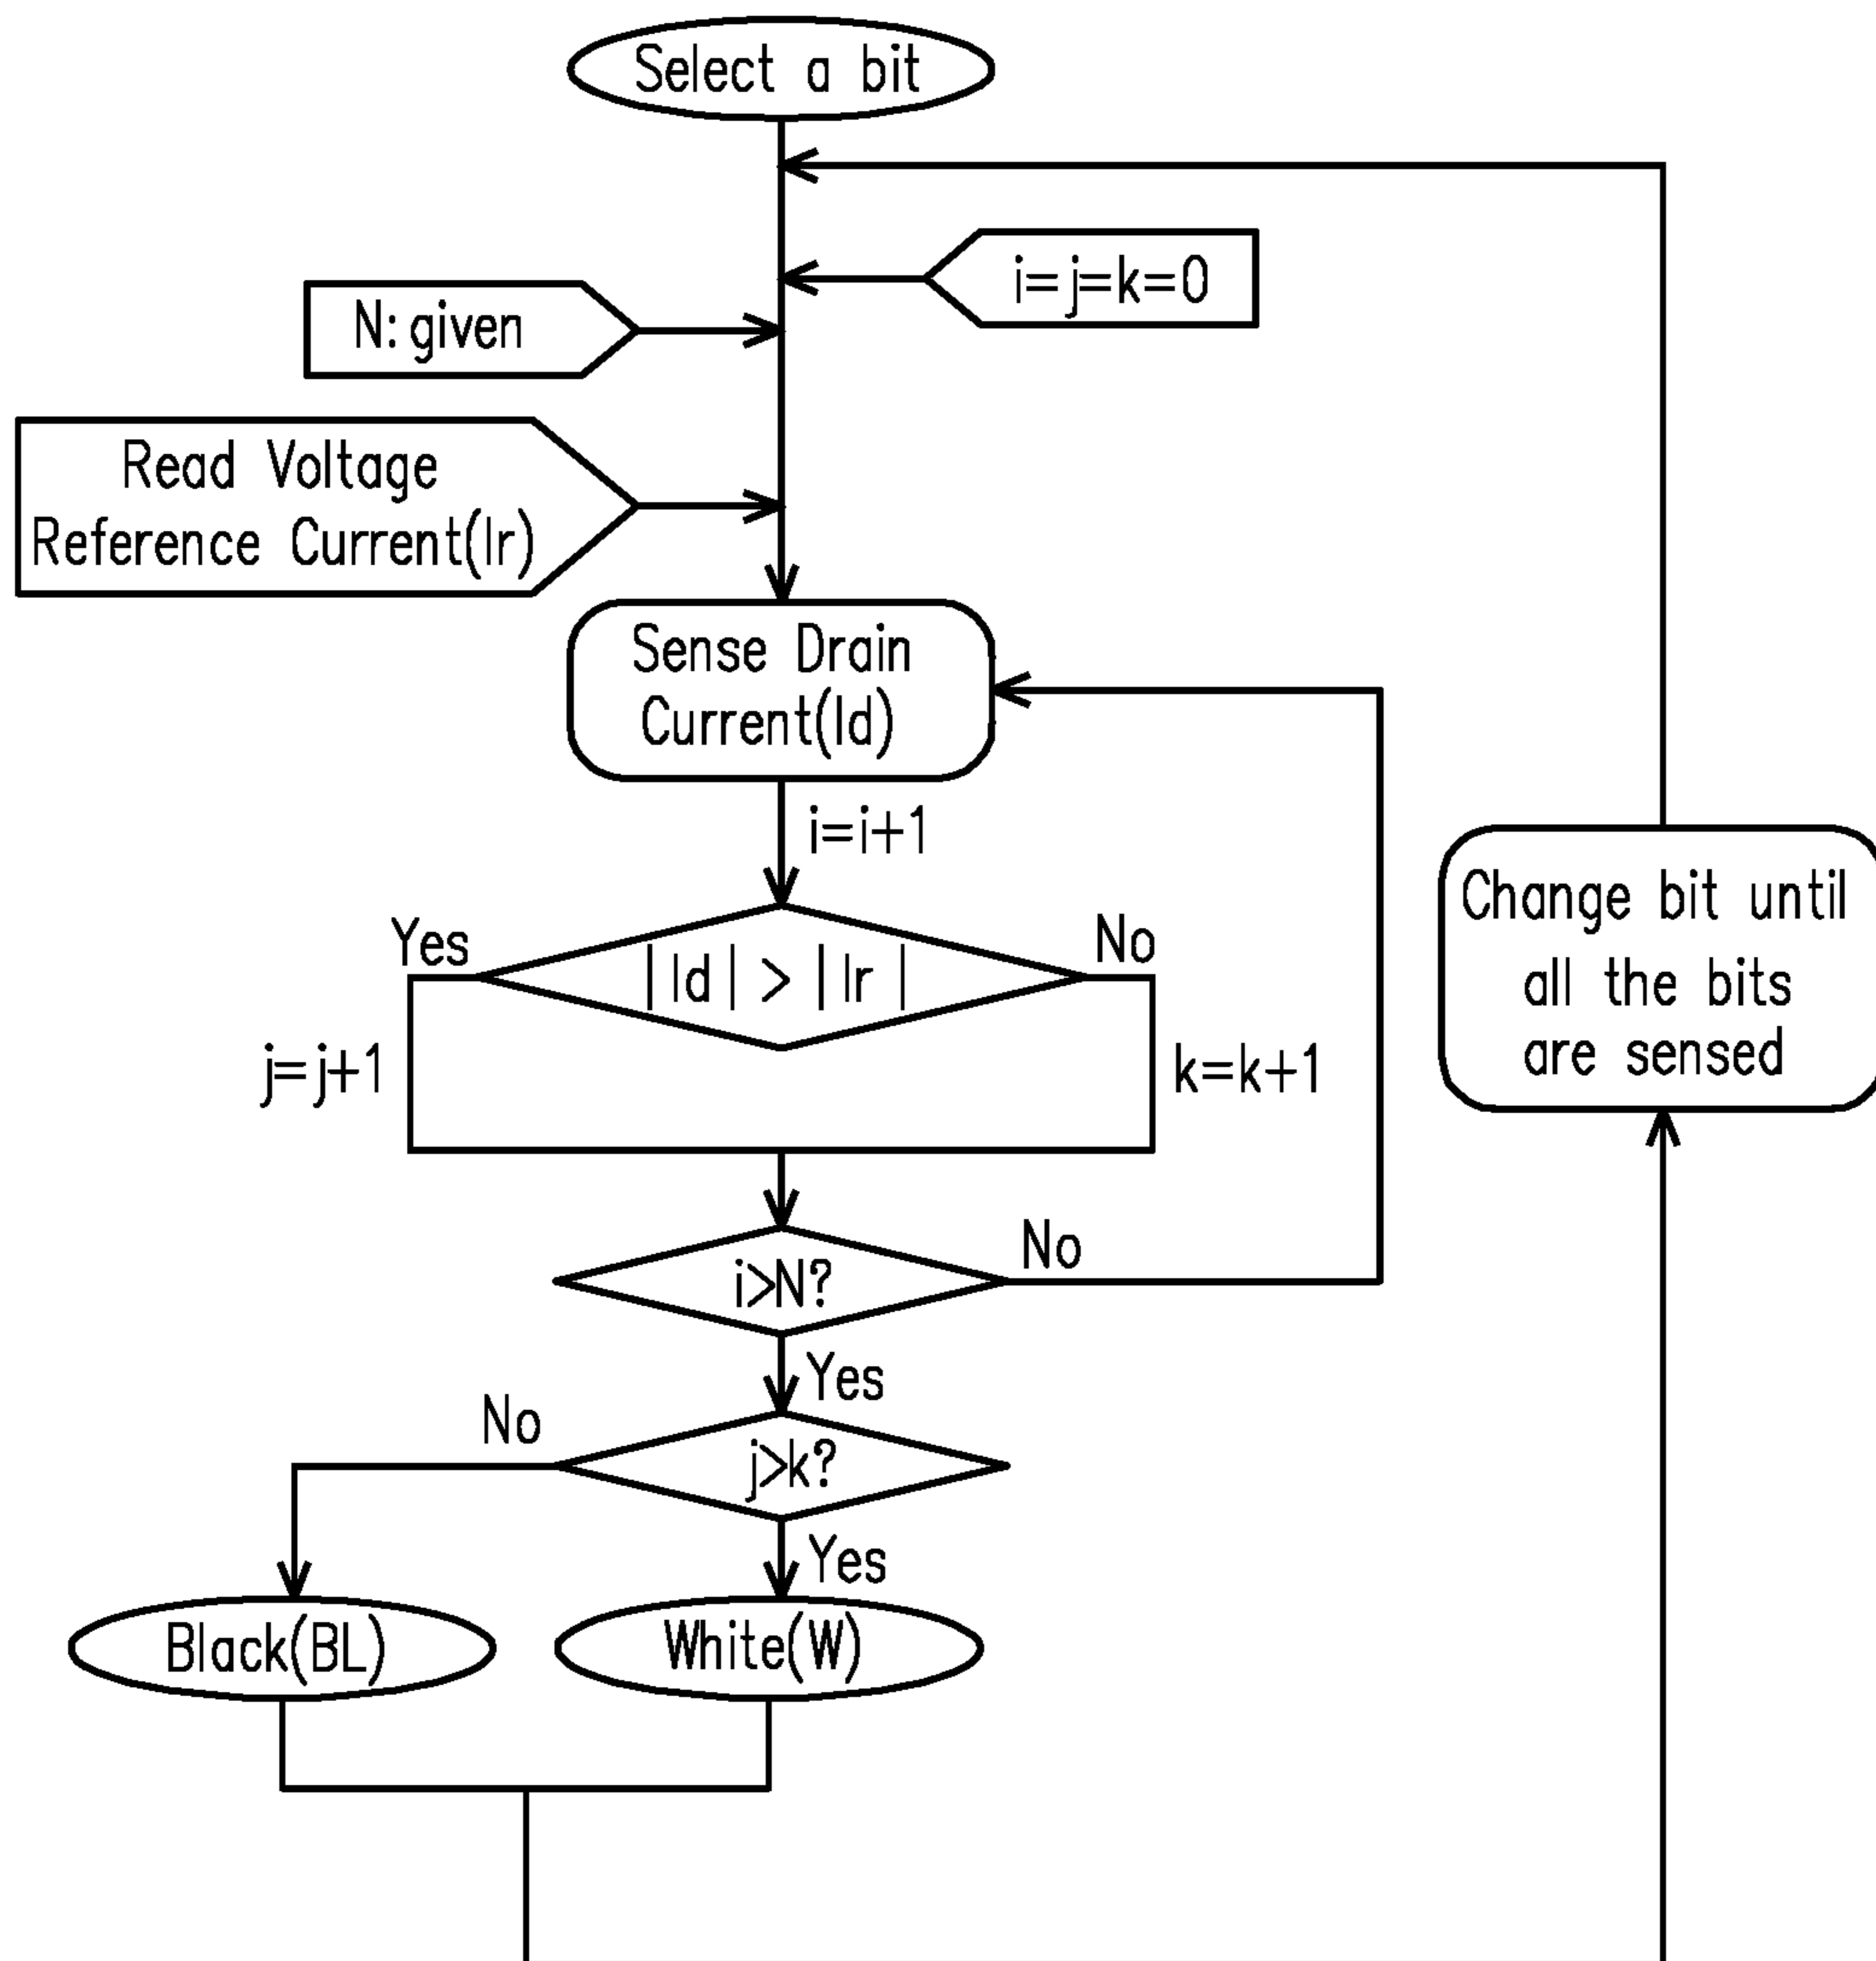 Select a bit
i=j=k=0
N:given
Read Voltage
Reference Current(Ir)
Sense Drain
Current(Id)
i=i+1
Yes
|Id| > |Ir|
No
j=j+1
k=k+1
Change bit until
all the bits
are sensed
i>N?
No
Yes
No
j>k?
Yes
Black(BL)
White(W)